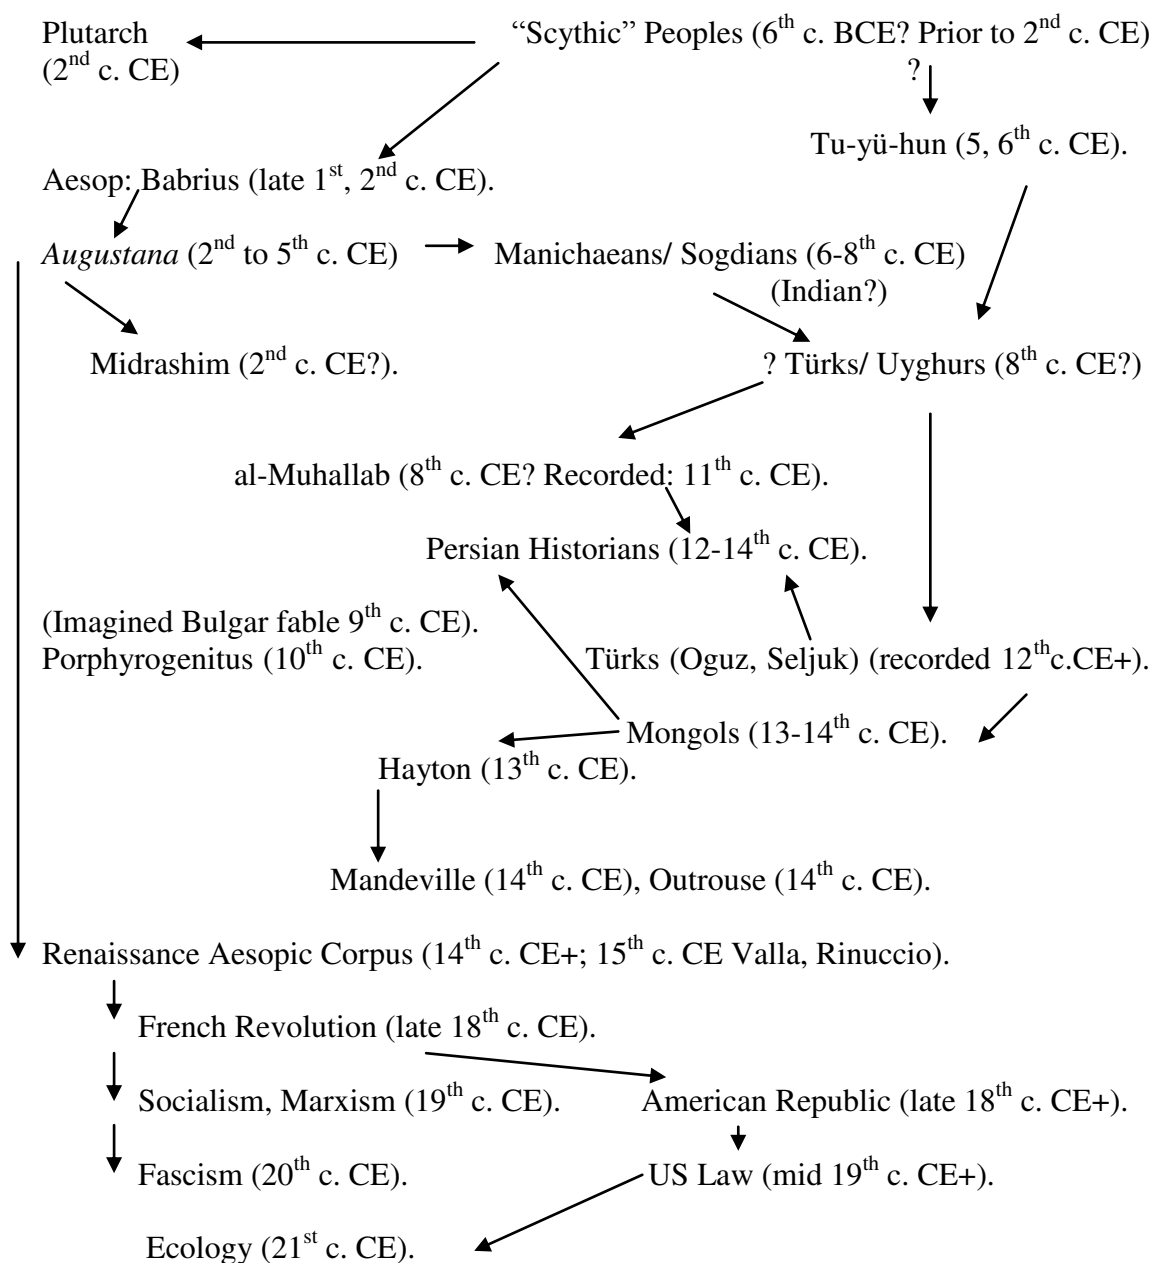 Plutarch “Scythic” Peoples (6th c. BCE? Prior to 2nd c. CE)
(2nd c. CE) ?
Tu-yü-hun (5, 6th c. CE).
Aesop: Babrius (late 1st, 2nd c. CE).
Augustana (2nd to 5th c. CE) Manichaeans/ Sogdians (6-8th c. CE)
(Indian?)
Midrashim (2nd c. CE?). ? Türks/ Uyghurs (8th c. CE?)
al-Muhallab (8th c. CE? Recorded: 11th c. CE).
Persian Historians (12-14th c. CE).
(Imagined Bulgar fable 9th c. CE).
Porphyrogenitus (10th c. CE). Türks (Oguz, Seljuk) (recorded 12thc.CE+).
Mongols (13-14th c. CE).
Hayton (13th c. CE).
Mandeville (14th c. CE), Outrouse (14th c. CE).
Renaissance Aesopic Corpus (14th c. CE+; 15th c. CE Valla, Rinuccio).
French Revolution (late 18th c. CE).
Socialism, Marxism (19th c. CE). American Republic (late 18th c. CE+).
Fascism (20th c. CE). US Law (mid 19th c. CE+).
Ecology (21st c. CE).